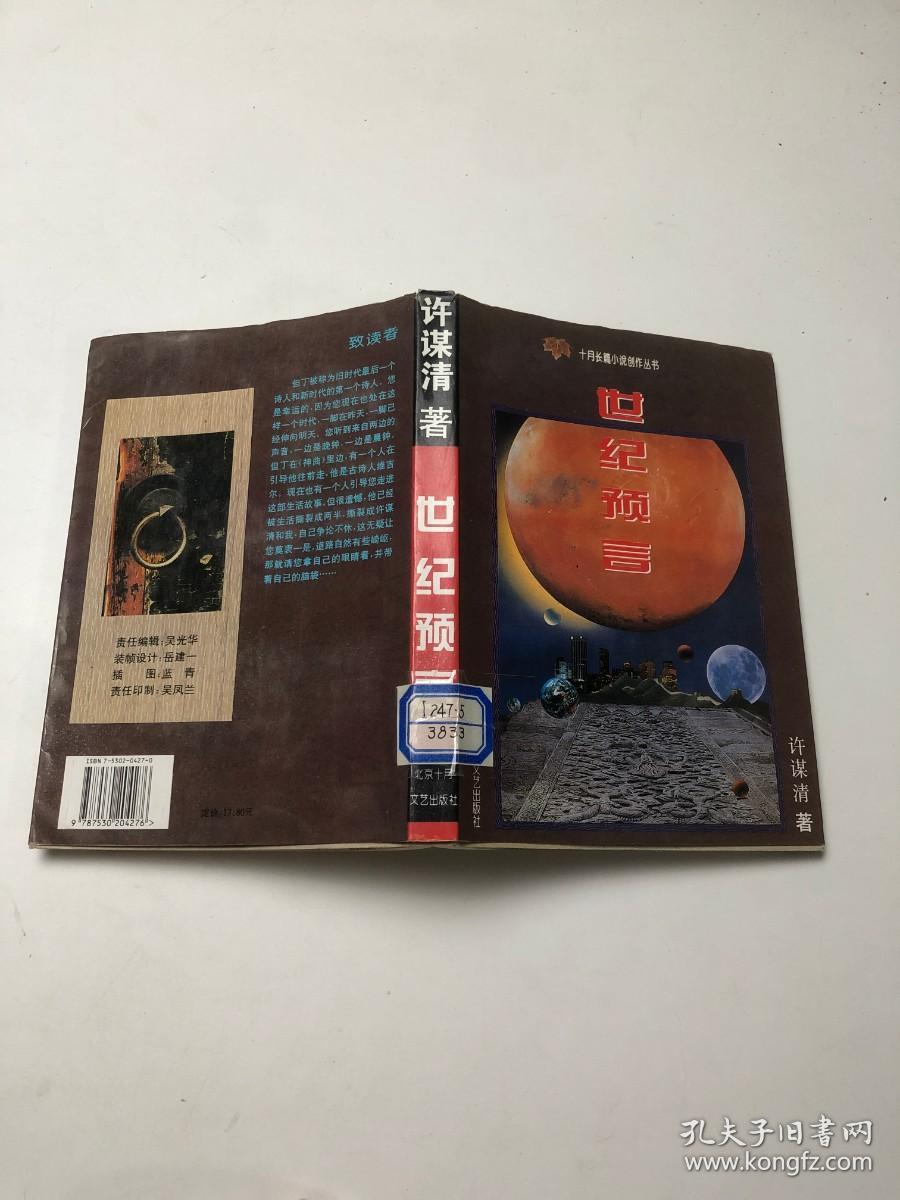 致读者
但丁被称为旧时代最后一个
诗人和新时代的第一个诗人。您
是幸运的，因为您现在也处在这
样一个时代，一脚在昨天，一脚已
经伸向明天。您听到来自两边的
声音，一边是晚钟，一边是晨钟。
但丁在《神曲》里边，有一个人在
引导他往前走，他是古诗人维吉
尔。现在也有一个人引导您走进
这部生活故事。但很遗憾，他已经
被生活撕裂成两半，撕裂成许谋
清和我，自己争论不休，这无疑让
您莫衷一是，道路自然有些崎岖，
那就请您拿自己的眼睛看，并带
着自己的脑袋……
责任编辑：吴光华
装帧设计：岳建一
插 图：蓝青
责任印制：吴凤兰
ISBN 7-5302-0427-0
9 787530 204276 >
定价：17.80元
许谋清 著
世纪预言
I247.5
3833
北京十月
文艺出版社
十月长篇小说创作丛书
世纪预言
许谋清 著
文艺出版社
孔夫子旧书网
www.kongfz.com